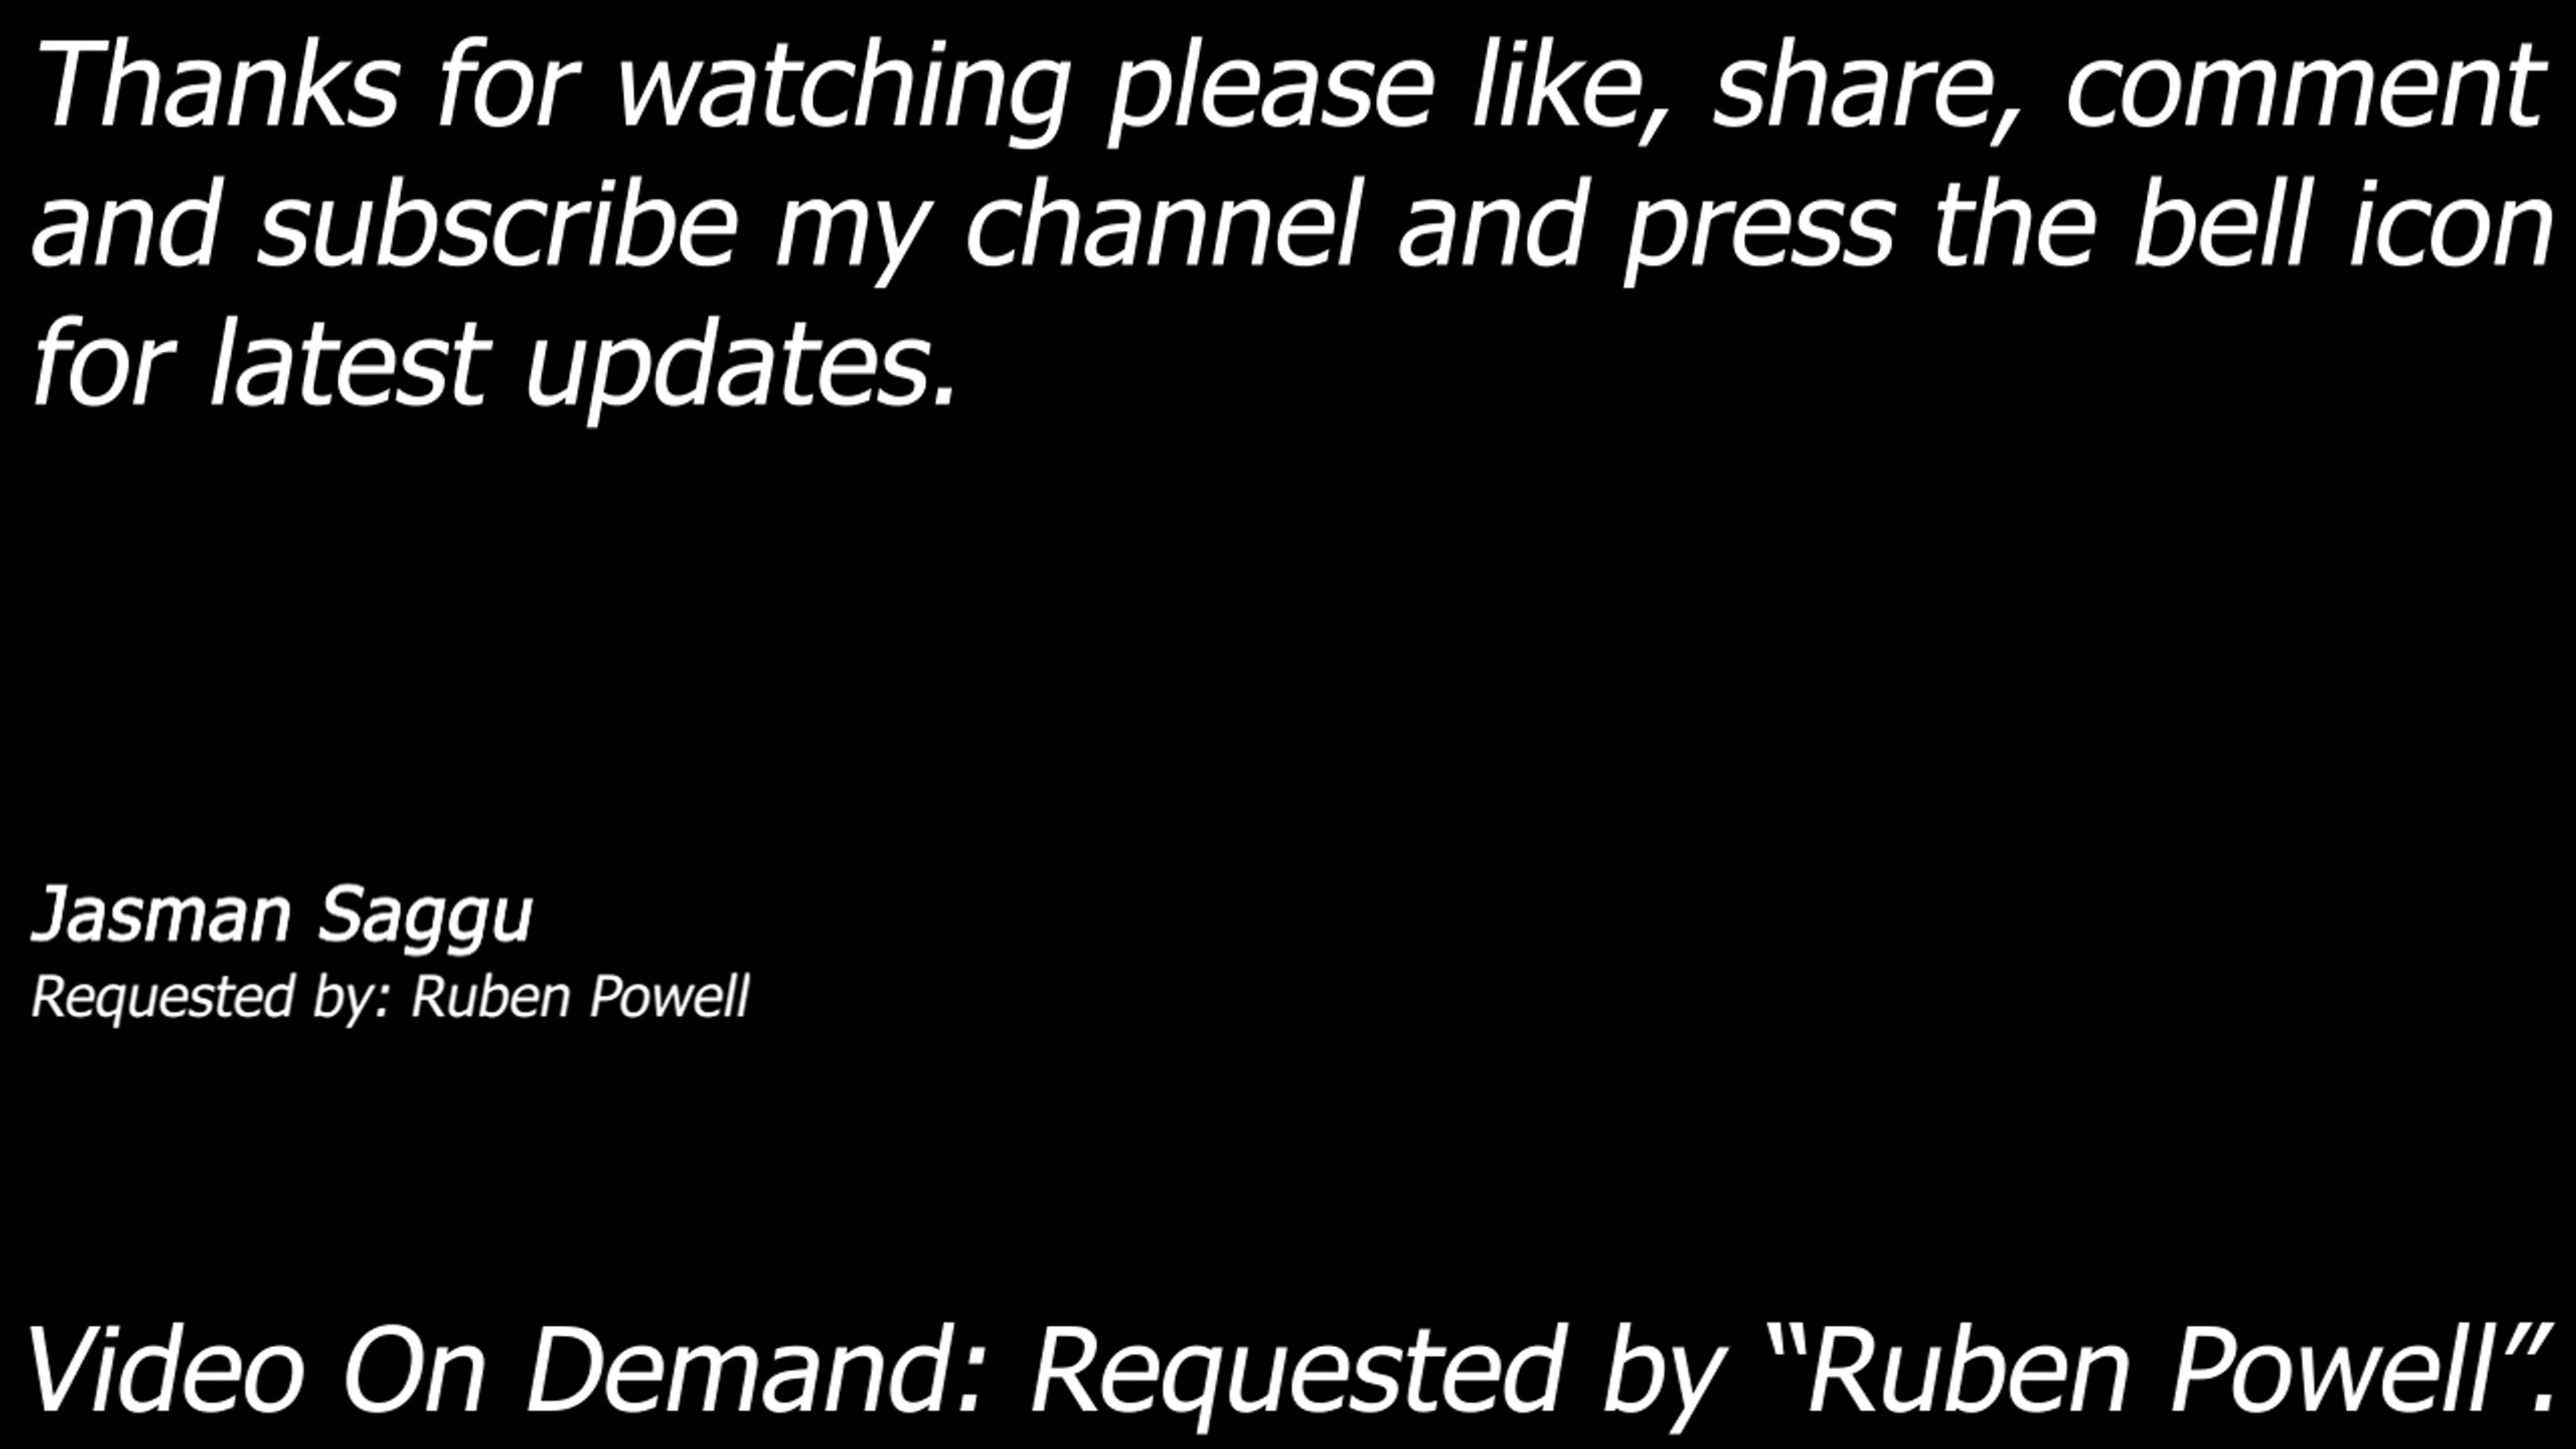 Thanks for watching please like, share, comment
and subscribe my channel and press the bell icon
for latest updates.
Jasman Saggu
Requested by: Ruben Powell
Video On Demand: Requested by “Ruben Powell”.